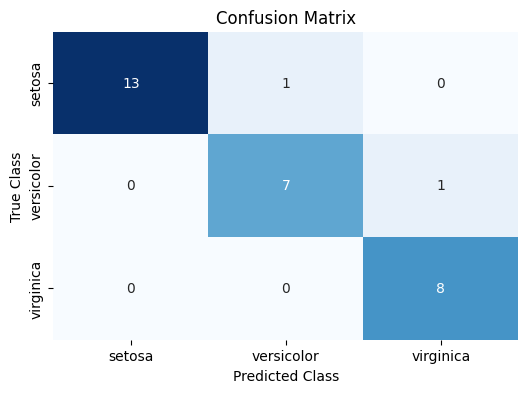 Confusion Matrix
True Class
setosa
13 1 0
versicolor
0 7 1
virginica
0 0 8
setosa versicolor virginica
Predicted Class